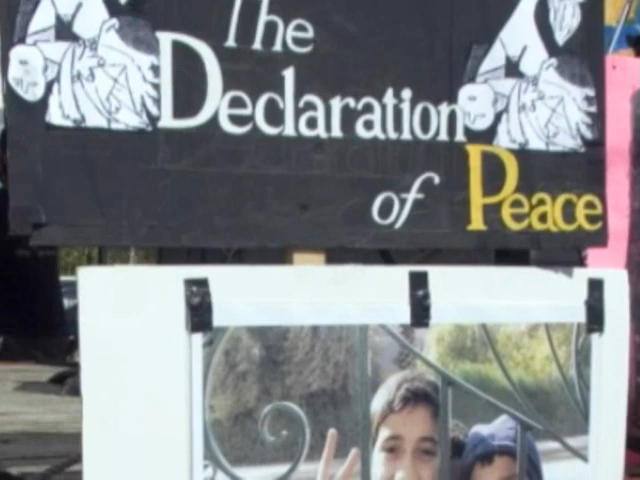 The
Declaration
of Peace